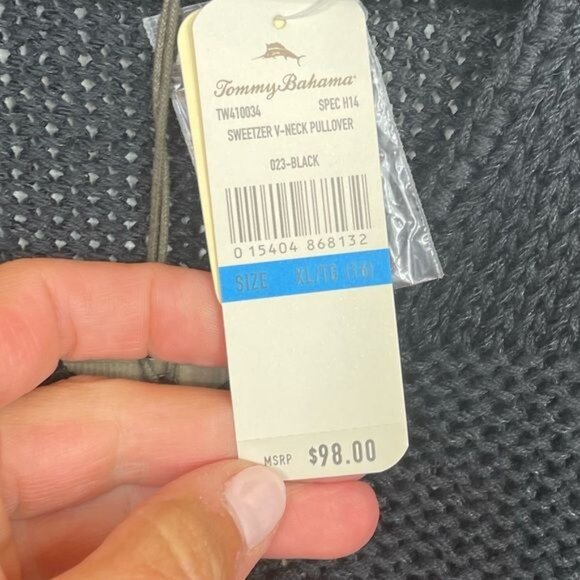 Tommy Bahama
TW410034 SPEC H14
SWEETZER V-NECK PULLOVER
023-BLACK
0 15404 868132
SIZE XL/TG (16)
MSRP $98.00